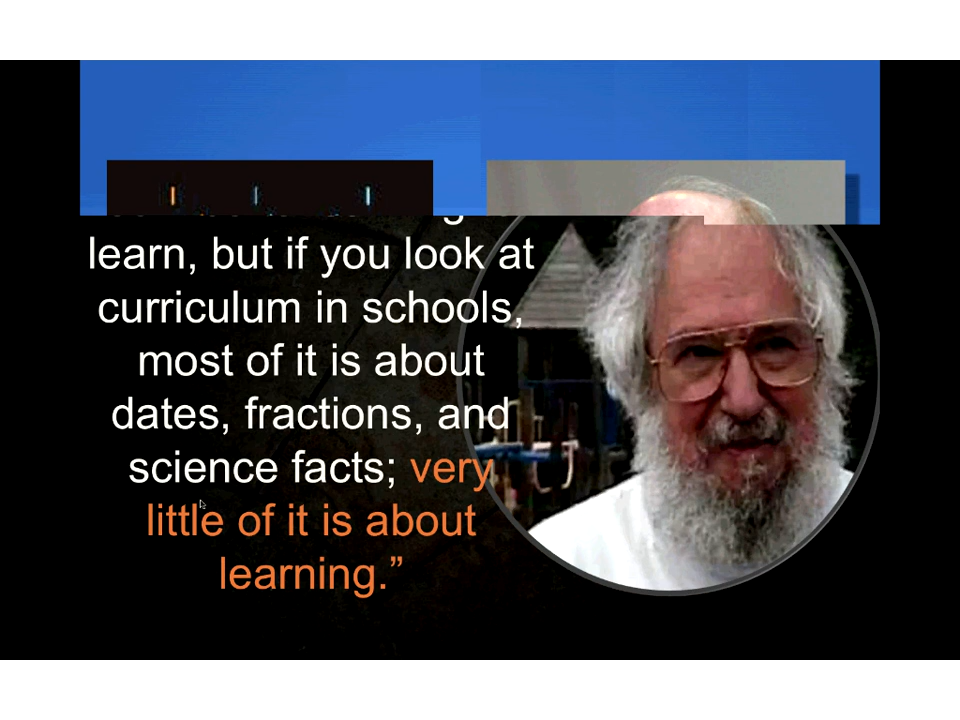 learn, but if you look at
curriculum in schools,
most of it is about
dates, fractions, and
science facts; very
little of it is about
learning.”